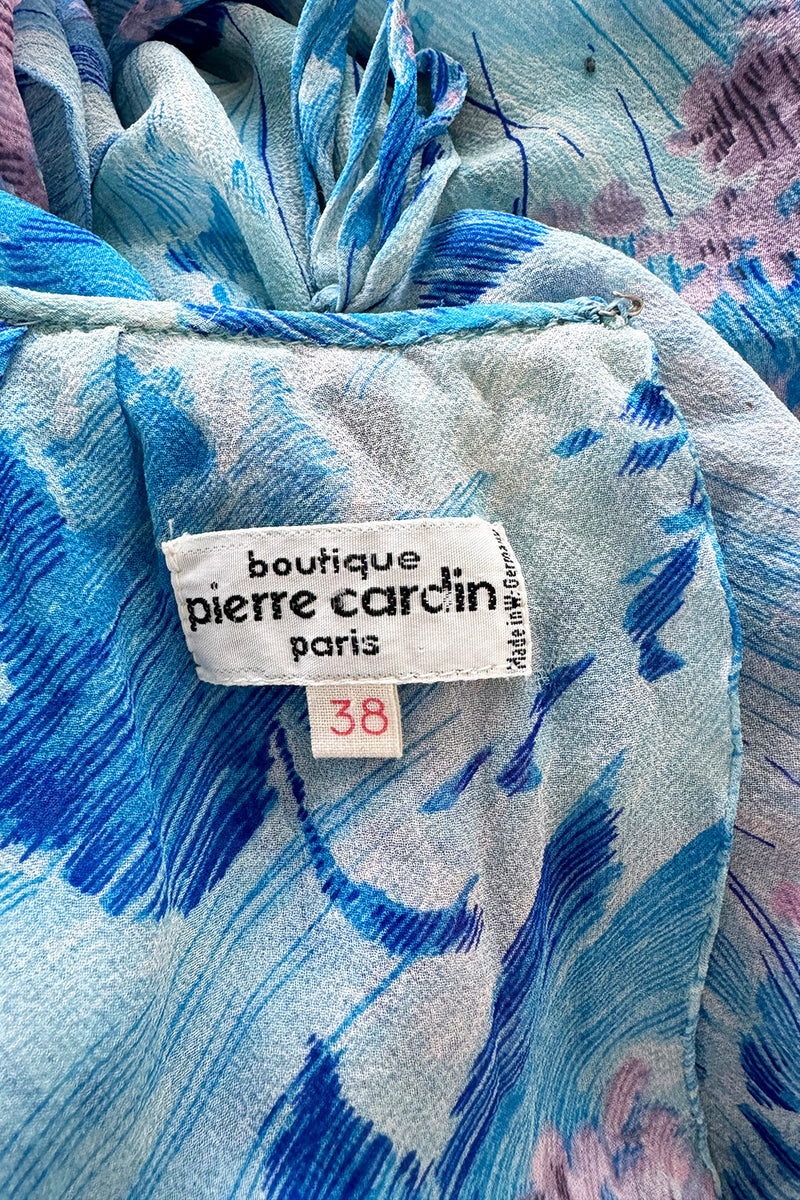 boutique
pierre cardin
paris
Made in W. Germany
38